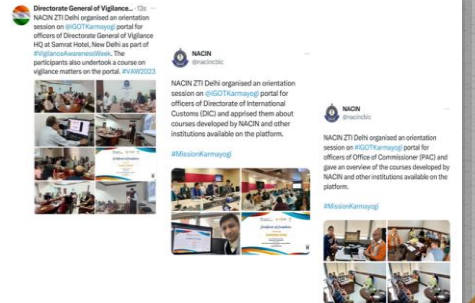 Directorate General of Vigilance... · 12s
NACIN ZTI Delhi organised an orientation
session on @iGOTKarmayogi portal for
officers of Directorate General of Vigilance
HQ at Samrat Hotel, New Delhi as part of
#VigilanceAwarenessWeek. The
participants also undertook a course on
vigilance matters on the portal. #VAW2023
NACIN
@nacincbic
NACIN ZTI Delhi organised an orientation
session on @iGOTKarmayogi portal for
officers of Directorate of International
Customs (DIC) and apprised them about
courses developed by NACIN and other
institutions available on the platform.
#MissionKarmayogi
NACIN
@nacincbic
NACIN ZTI Delhi organised an orientation
session on #iGOTKarmayogi portal for
officers of Office of Commissioner (PAC) and
gave an overview of the courses developed by
NACIN and other institutions available on the
platform.
#MissionKarmayogi